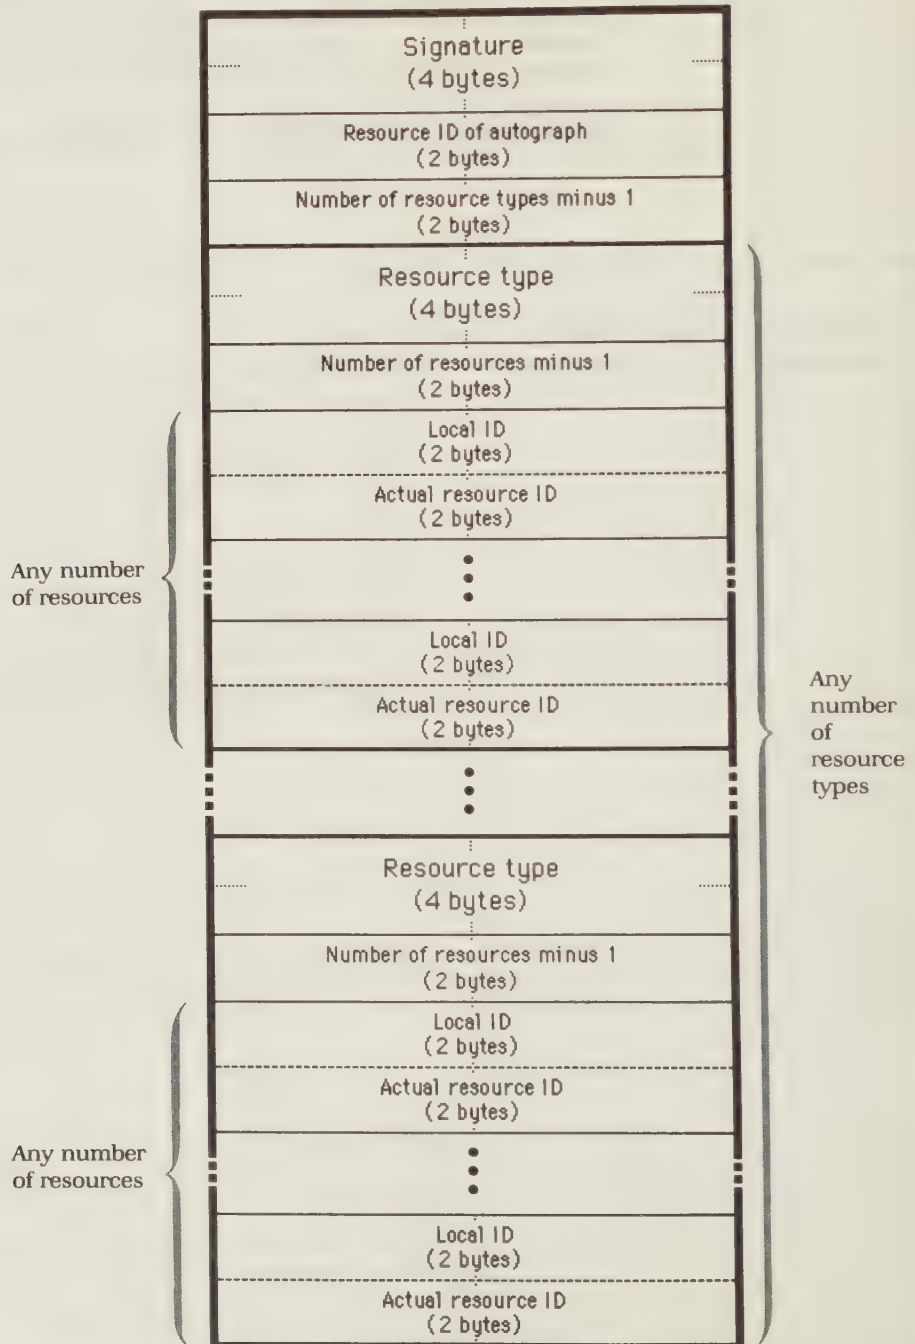 Signature
(4 bytes)
Resource ID of autograph
(2 bytes)
Number of resource types minus 1
(2 bytes)
Resource type
(4 bytes)
Number of resources minus 1
(2 bytes)
Local ID
(2 bytes)
Actual resource ID
(2 bytes)
Any number
of resources
Local ID
(2 bytes)
Actual resource ID
(2 bytes)
Any
number
of
resource
types
Resource type
(4 bytes)
Number of resources minus 1
(2 bytes)
Local ID
(2 bytes)
Actual resource ID
(2 bytes)
Any number
of resources
Local ID
(2 bytes)
Actual resource ID
(2 bytes)